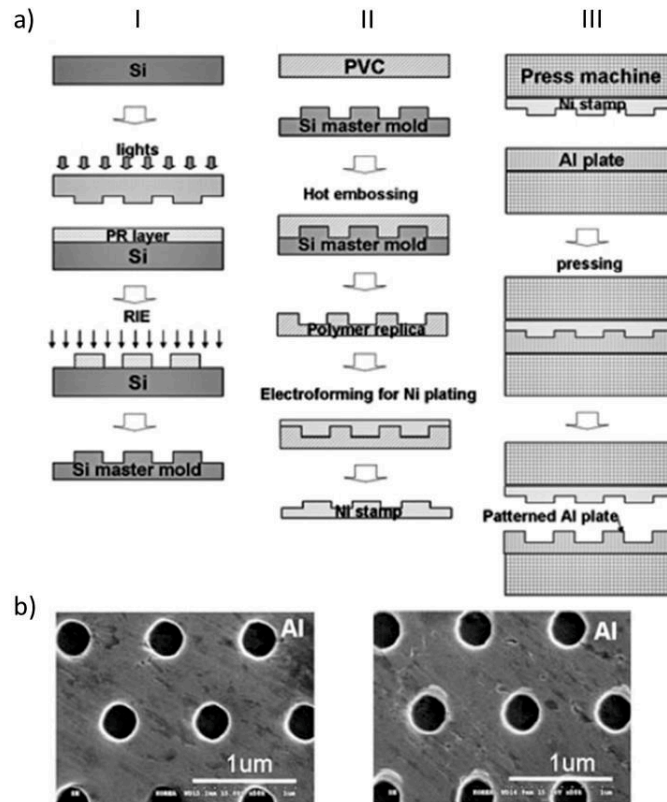 a)
I
II
III
Si
lights
PR layer
Si
RIE
Si
Si master mold
PVC
Si master mold
Hot embossing
Si master mold
Polymer replica
Electroforming for Ni plating
Ni stamp
Press machine
Ni stamp
Al plate
pressing
Patterned Al plate
b)
Al
1um
Al
1um